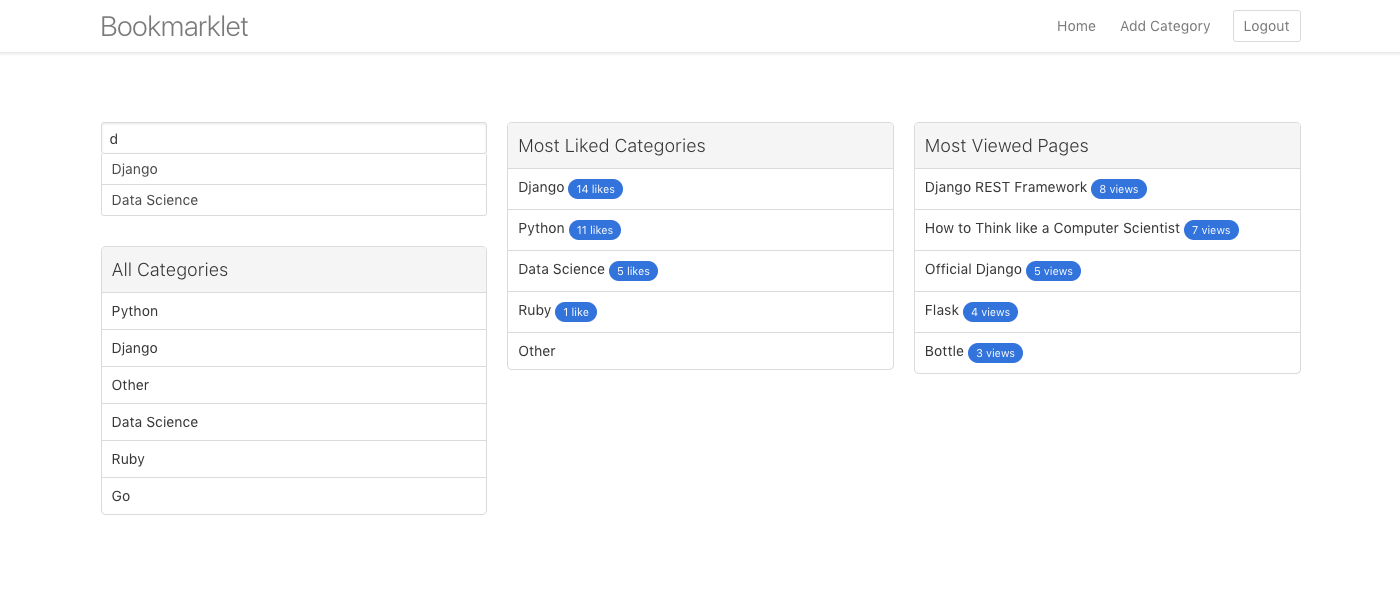 Bookmarklet
Home
Add Category
Logout
d
Django
Data Science
All Categories
Python
Django
Other
Data Science
Ruby
Go
Most Liked Categories
Django 14 likes
Python 11 likes
Data Science 5 likes
Ruby 1 like
Other
Most Viewed Pages
Django REST Framework 8 views
How to Think like a Computer Scientist 7 views
Official Django 5 views
Flask 4 views
Bottle 3 views